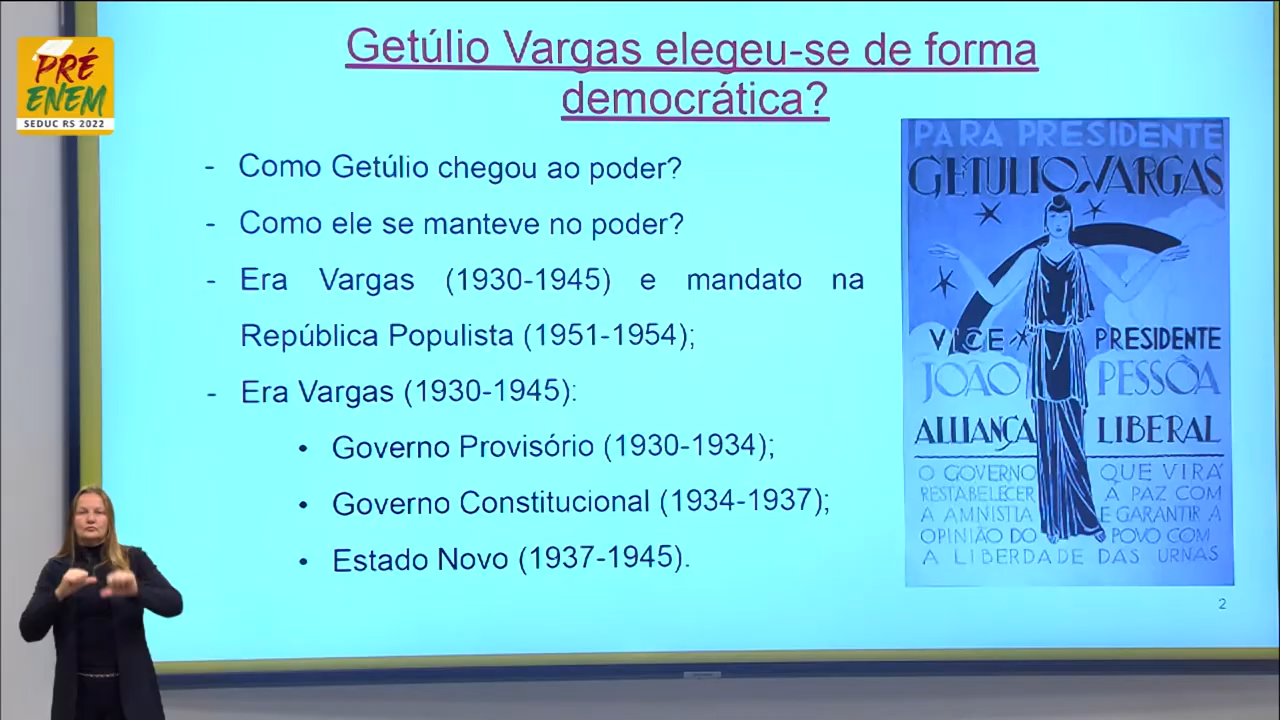 PRÉ
ENEM
SEDUC RS 2022
Getúlio Vargas elegeu-se de forma
democrática?
- Como Getúlio chegou ao poder?
- Como ele se manteve no poder?
- Era Vargas (1930-1945) e mandato na
República Populista (1951-1954);
- Era Vargas (1930-1945):
• Governo Provisório (1930-1934);
• Governo Constitucional (1934-1937);
• Estado Novo (1937-1945).
PARA PRESIDENTE
GETULIO VARGAS
VICE PRESIDENTE
JOÃO PESSÔA
ALLIANÇA LIBERAL
O GOVERNO QUE VIRÁ
RESTABELECER A PAZ COM
A AMNISTIA E GARANTIR A
OPINIÃO DO POVO COM
A LIBERDADE DAS URNAS
2